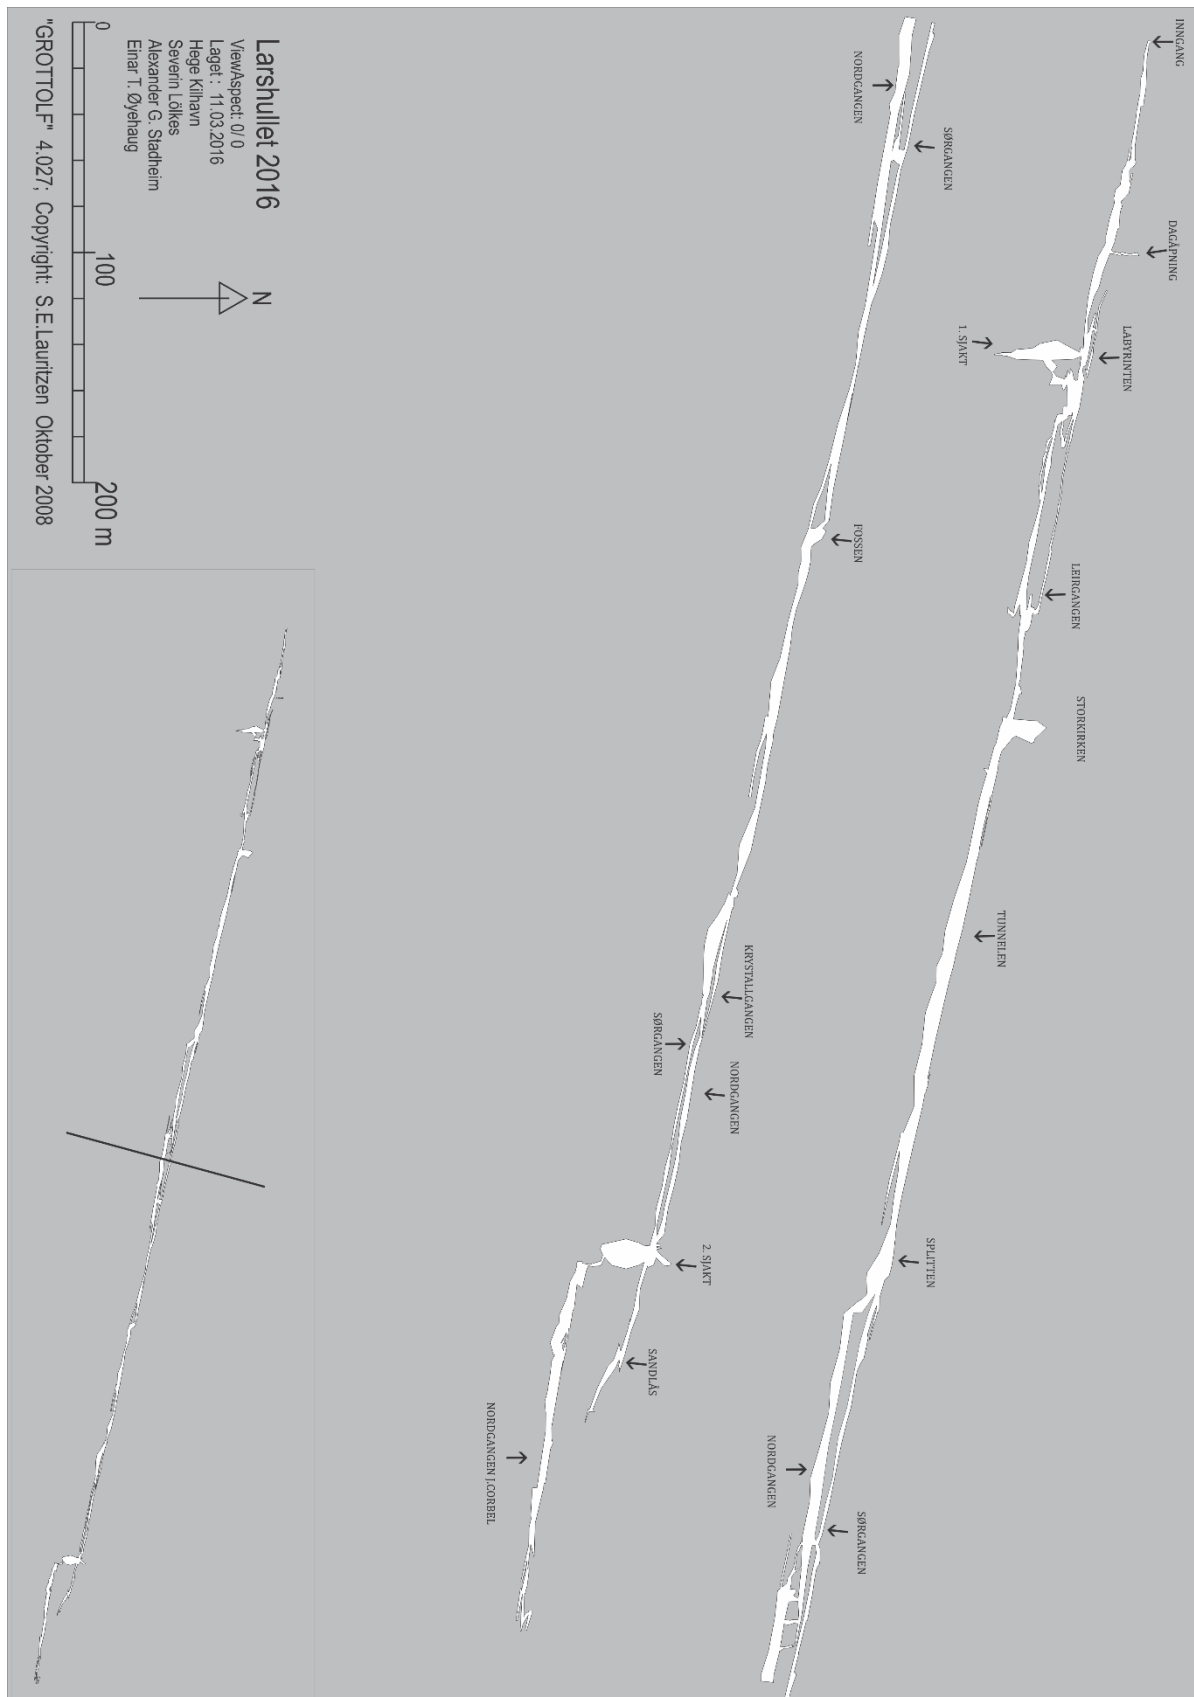 Larshullet 2016
ViewAspect: 0/ 0
Laget : 11.03.2016
Hege Kilhavn
Severin Lölkes
Alexander G. Stadheim
Einar T. Øyehaug
0
100
200 m
"GROTTOLF" 4.027; Copyright: S.E.Lauritzen Oktober 2008
N
INNGANG
DAGÅPNING
LABYRINTEN
1. SJAKT
LEIRGANGEN
STORKIRKEN
TUNNELEN
SPLITTEN
NORDGANGEN
SØRGANGEN
NORDGANGEN
SØRGANGEN
FOSSEN
KRYSTALLGANGEN
SØRGANGEN
NORDGANGEN
2. SJAKT
SANDLÅS
NORDGANGEN J.CORBEL